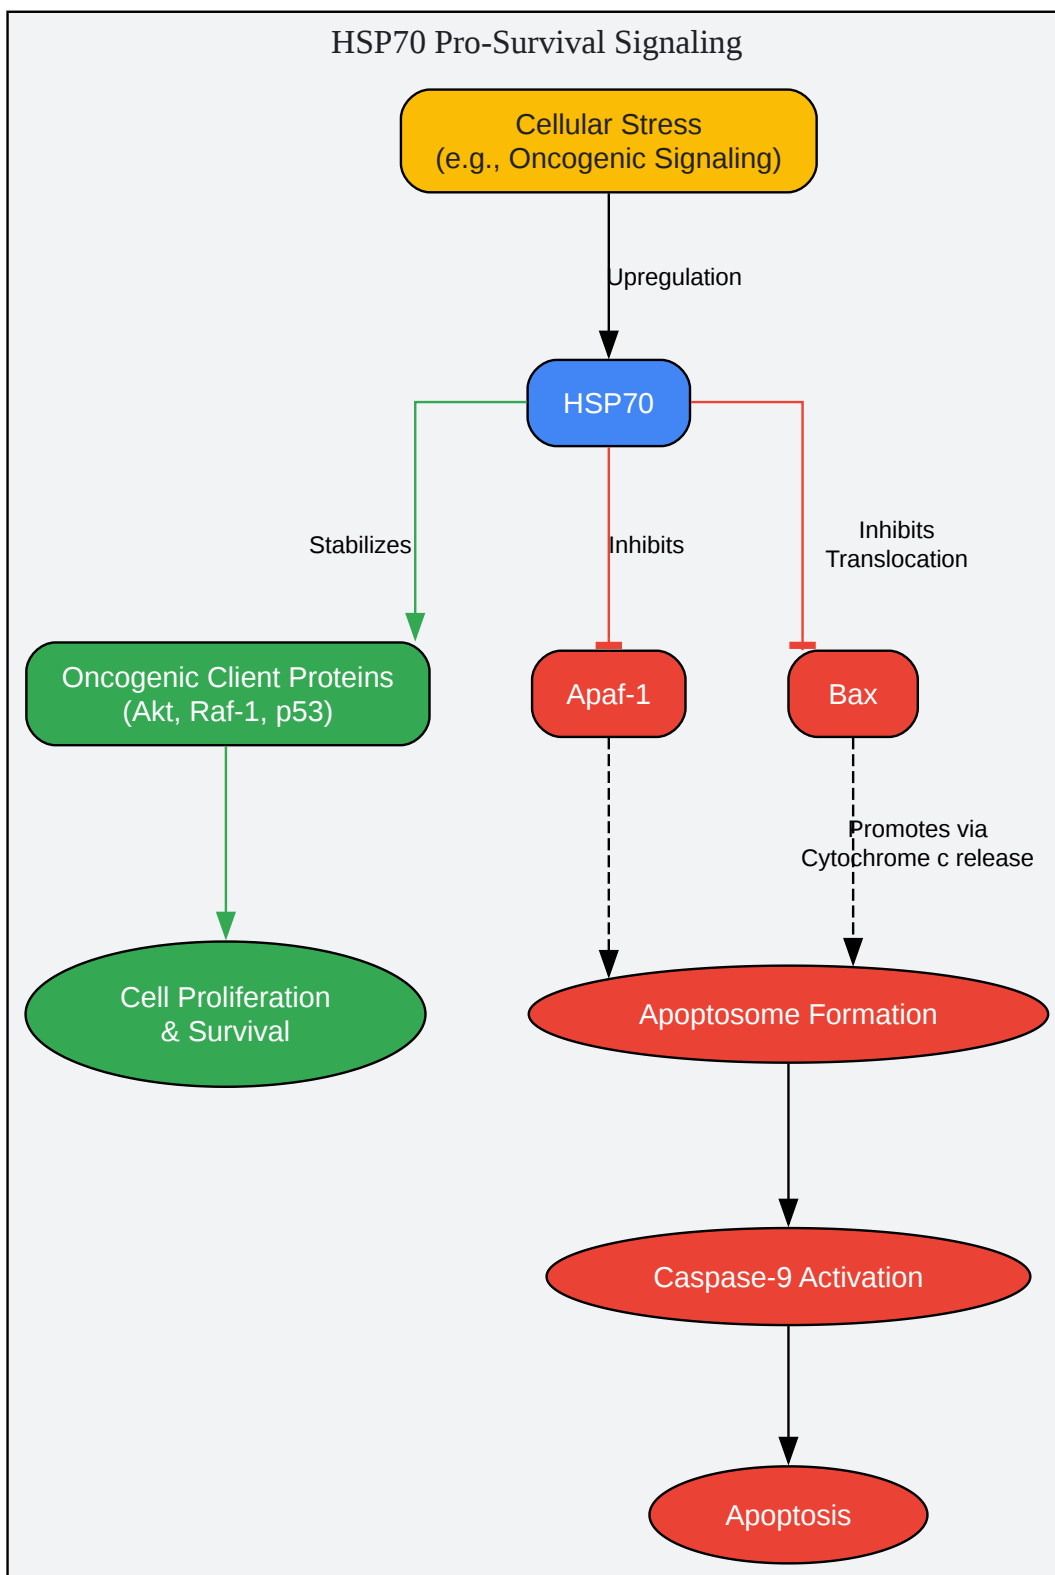 HSP70 Pro-Survival Signaling
Cellular Stress
(e.g., Oncogenic Signaling)
Upregulation
HSP70
Stabilizes
Inhibits
Inhibits
Translocation
Oncogenic Client Proteins
(Akt, Raf-1, p53)
Apaf-1
Bax
Promotes via
Cytochrome c release
Cell Proliferation
& Survival
Apoptosome Formation
Caspase-9 Activation
Apoptosis